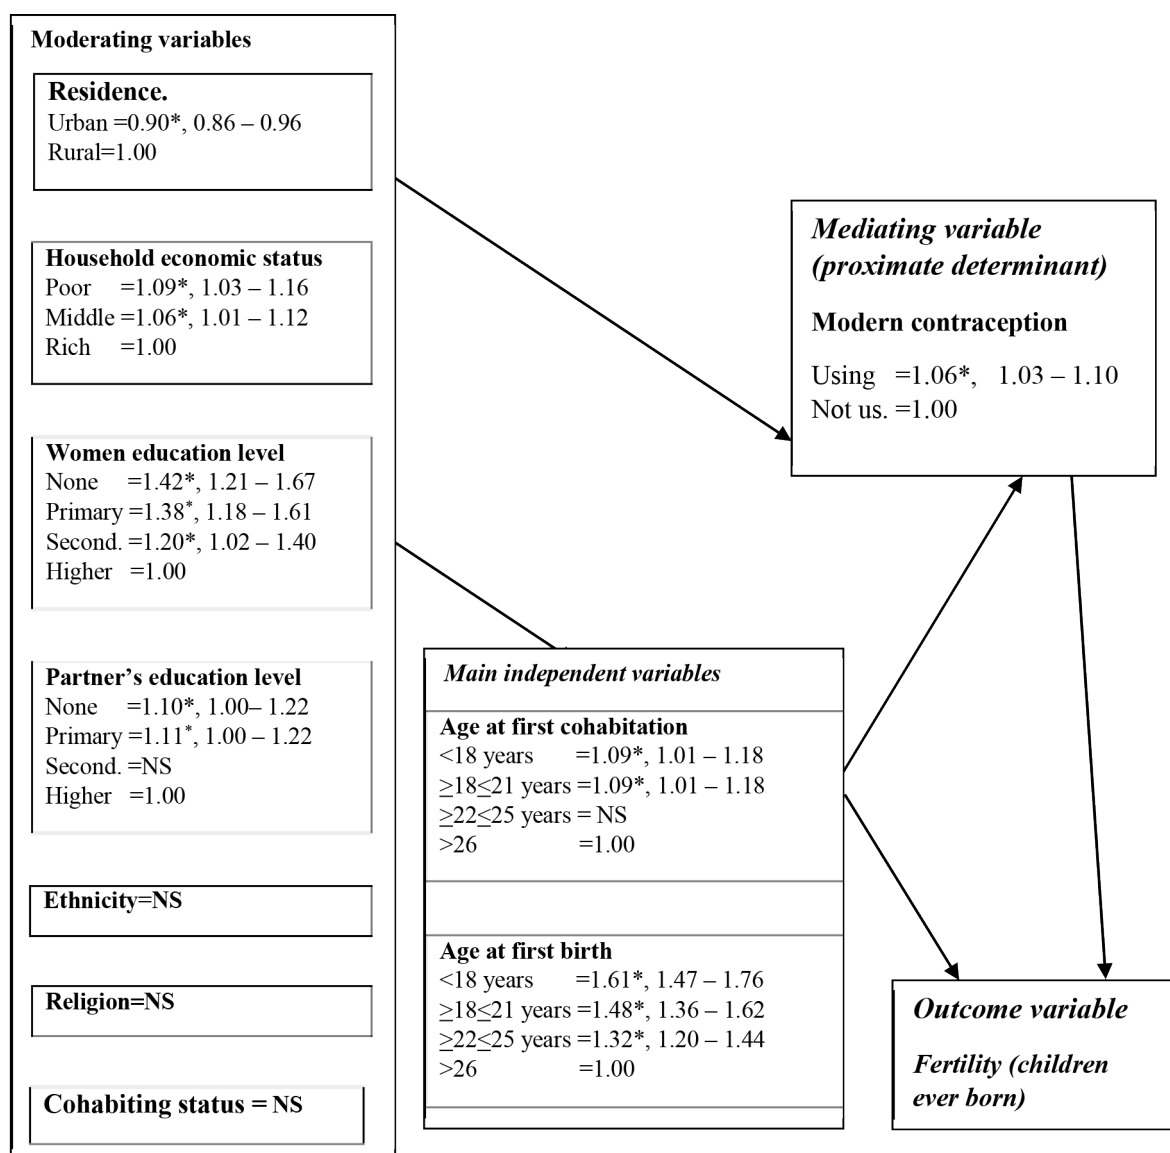 Moderating variables
Residence.
Urban =0.90*, 0.86 – 0.96
Rural=1.00
Household economic status
Poor =1.09*, 1.03 – 1.16
Middle =1.06*, 1.01 – 1.12
Rich =1.00
Women education level
None =1.42*, 1.21 – 1.67
Primary =1.38*, 1.18 – 1.61
Second. =1.20*, 1.02 – 1.40
Higher =1.00
Partner’s education level
None =1.10*, 1.00– 1.22
Primary =1.11*, 1.00 – 1.22
Second. =NS
Higher =1.00
Ethnicity=NS
Religion=NS
Cohabiting status = NS
Main independent variables
Age at first cohabitation
<18 years =1.09*, 1.01 – 1.18
≥18≤21 years =1.09*, 1.01 – 1.18
≥22≤25 years = NS
>26 =1.00
Age at first birth
<18 years =1.61*, 1.47 – 1.76
≥18≤21 years =1.48*, 1.36 – 1.62
≥22≤25 years =1.32*, 1.20 – 1.44
>26 =1.00
Mediating variable
(proximate determinant)
Modern contraception
Using =1.06*, 1.03 – 1.10
Not us. =1.00
Outcome variable
Fertility (children
ever born)